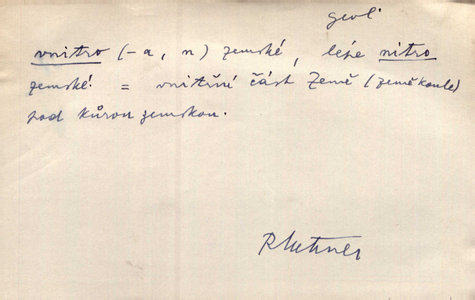 geol
vnitro (-a, n) zemské, lépe nitro
zemské. = vnitřní část Země (zeměkoule)
pod kůrou zemskou.